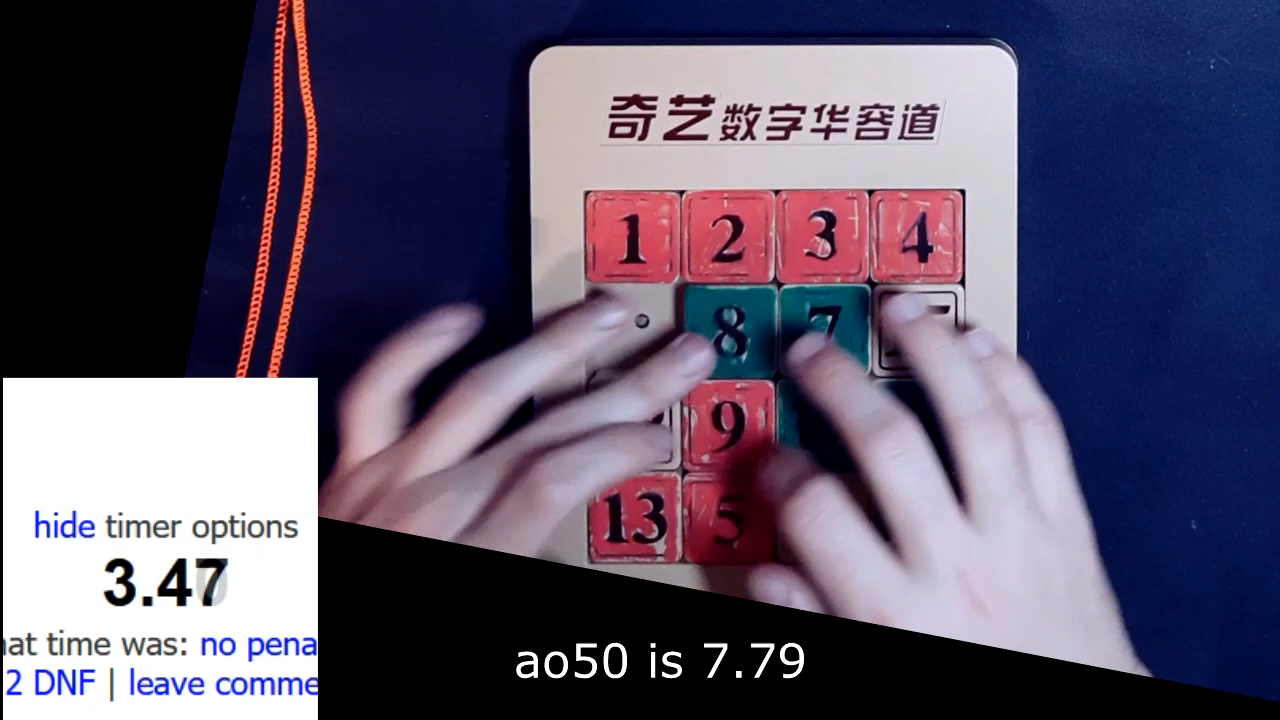 奇艺数字华容道
1 2 3 4
8 7
9
13 5
hide timer options
3.47
at time was: no pena
2 DNF | leave comme
ao50 is 7.79